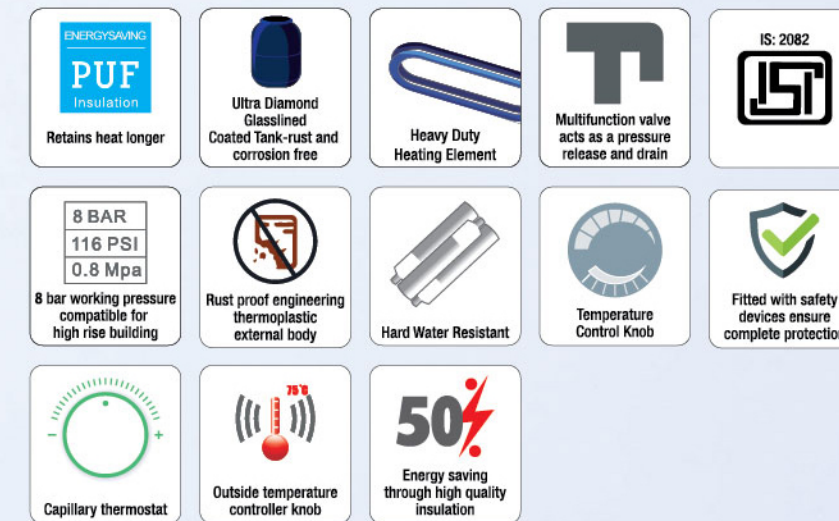 ENERGYSAVING
PUF
Insulation
Retains heat longer
Ultra Diamond
Glasslined
Coated Tank-rust and
corrosion free
Heavy Duty
Heating Element
Multifunction valve
acts as a pressure
release and drain
IS: 2082
ISI
8 BAR
116 PSI
0.8 Mpa
8 bar working pressure
compatible for
high rise building
Rust proof engineering
thermoplastic
external body
Hard Water Resistant
Temperature
Control Knob
Fitted with safety
devices ensure
complete protection
Capillary thermostat
75°C
Outside temperature
controller knob
50%
Energy saving
through high quality
insulation